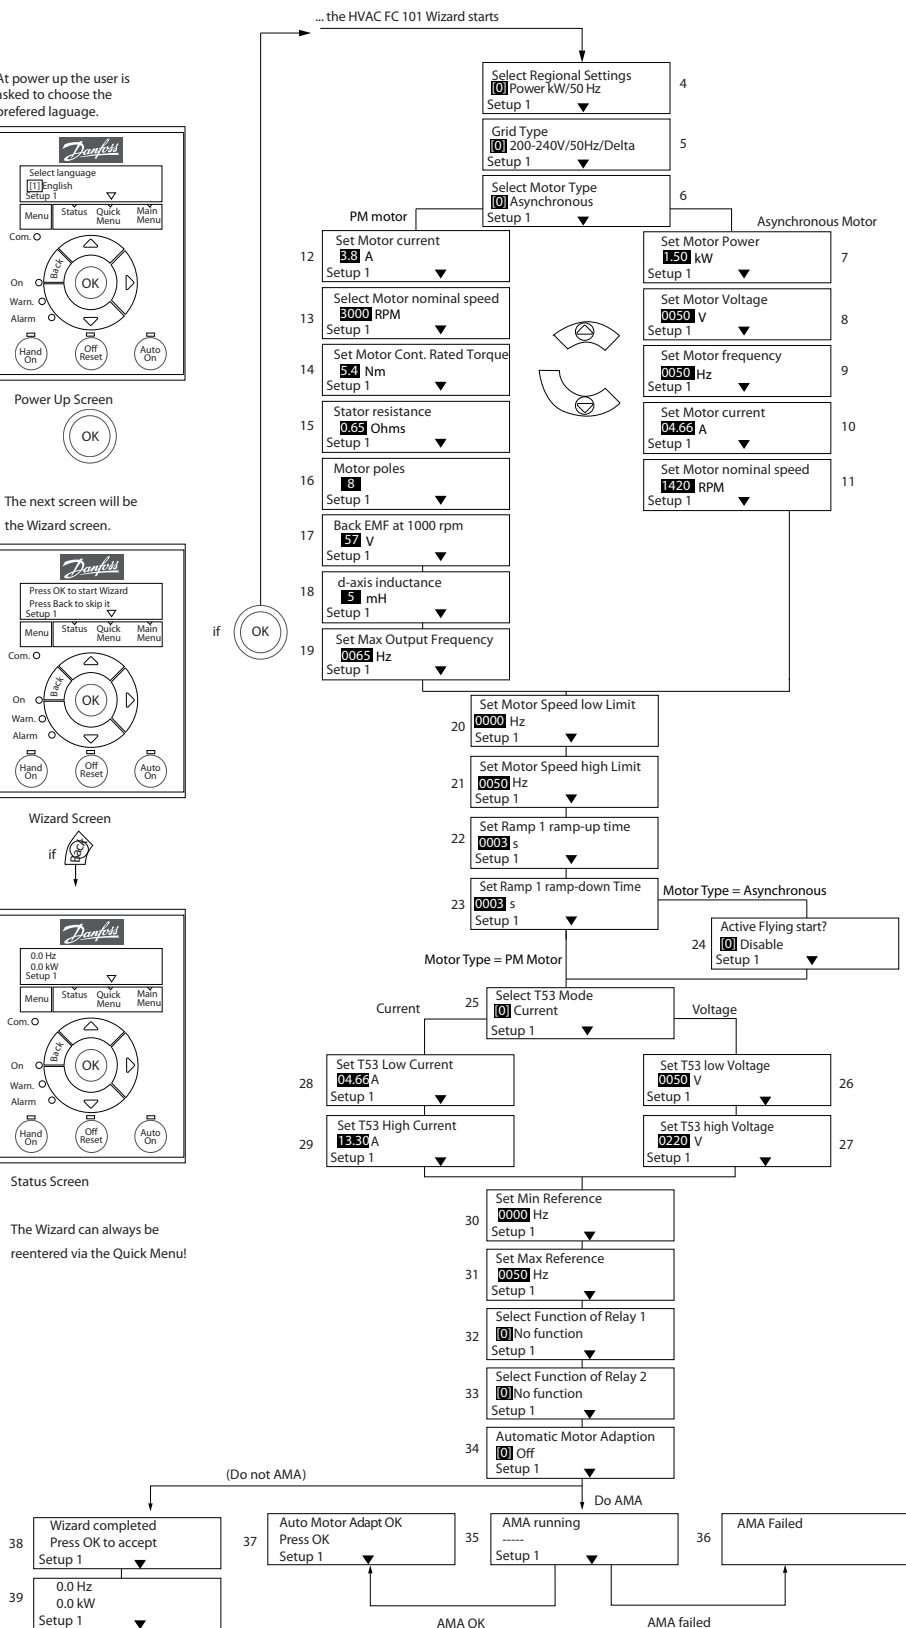 ... the HVAC FC 101 Wizard starts
At power up the user is
asked to choose the
prefered laguage.
Danfoss
Select language
[1] English
Setup 1
Menu
Status
Quick Menu
Main Menu
Com.
Back
OK
On
Warn.
Alarm
Hand On
Off Reset
Auto On
Power Up Screen
OK
The next screen will be
the Wizard screen.
Danfoss
Press OK to start Wizard
Press Back to skip it
Setup 1
Menu
Status
Quick Menu
Main Menu
Com.
Back
OK
On
Warn.
Alarm
Hand On
Off Reset
Auto On
Wizard Screen
if
Back
if
OK
Danfoss
0.0 Hz
0.0 kW
Setup 1
Menu
Status
Quick Menu
Main Menu
Com.
Back
OK
On
Warn.
Alarm
Hand On
Off Reset
Auto On
Status Screen
The Wizard can always be
reentered via the Quick Menu!
Select Regional Settings
[0] Power kW/50 Hz
Setup 1
4
Grid Type
[0] 200-240V/50Hz/Delta
Setup 1
5
Select Motor Type
[0] Asynchronous
Setup 1
6
PM motor
Asynchronous Motor
12
Set Motor current
3.8 A
Setup 1
13
Select Motor nominal speed
3000 RPM
Setup 1
14
Set Motor Cont. Rated Torque
5.4 Nm
Setup 1
15
Stator resistance
0.65 Ohms
Setup 1
16
Motor poles
8
Setup 1
17
Back EMF at 1000 rpm
57 V
Setup 1
18
d-axis inductance
5 mH
Setup 1
19
Set Max Output Frequency
0065 Hz
Setup 1
Set Motor Power
1.50 kW
Setup 1
7
Set Motor Voltage
0050 V
Setup 1
8
Set Motor frequency
0050 Hz
Setup 1
9
Set Motor current
04.66 A
Setup 1
10
Set Motor nominal speed
1420 RPM
Setup 1
11
20
Set Motor Speed low Limit
0000 Hz
Setup 1
21
Set Motor Speed high Limit
0050 Hz
Setup 1
22
Set Ramp 1 ramp-up time
0003 s
Setup 1
23
Set Ramp 1 ramp-down Time
0003 s
Setup 1
Motor Type = Asynchronous
24
Active Flying start?
[0] Disable
Setup 1
Motor Type = PM Motor
25
Select T53 Mode
[0] Current
Setup 1
Current
Voltage
28
Set T53 Low Current
04.66 A
Setup 1
29
Set T53 High Current
13.30 A
Setup 1
Set T53 low Voltage
0050 V
Setup 1
26
Set T53 high Voltage
0220 V
Setup 1
27
30
Set Min Reference
0000 Hz
Setup 1
31
Set Max Reference
0050 Hz
Setup 1
32
Select Function of Relay 1
[0] No function
Setup 1
33
Select Function of Relay 2
[0] No function
Setup 1
34
Automatic Motor Adaption
[0] Off
Setup 1
(Do not AMA)
Do AMA
38
Wizard completed
Press OK to accept
Setup 1
39
0.0 Hz
0.0 kW
Setup 1
37
Auto Motor Adapt OK
Press OK
Setup 1
35
AMA running
-----
Setup 1
36
AMA Failed
AMA OK
AMA failed